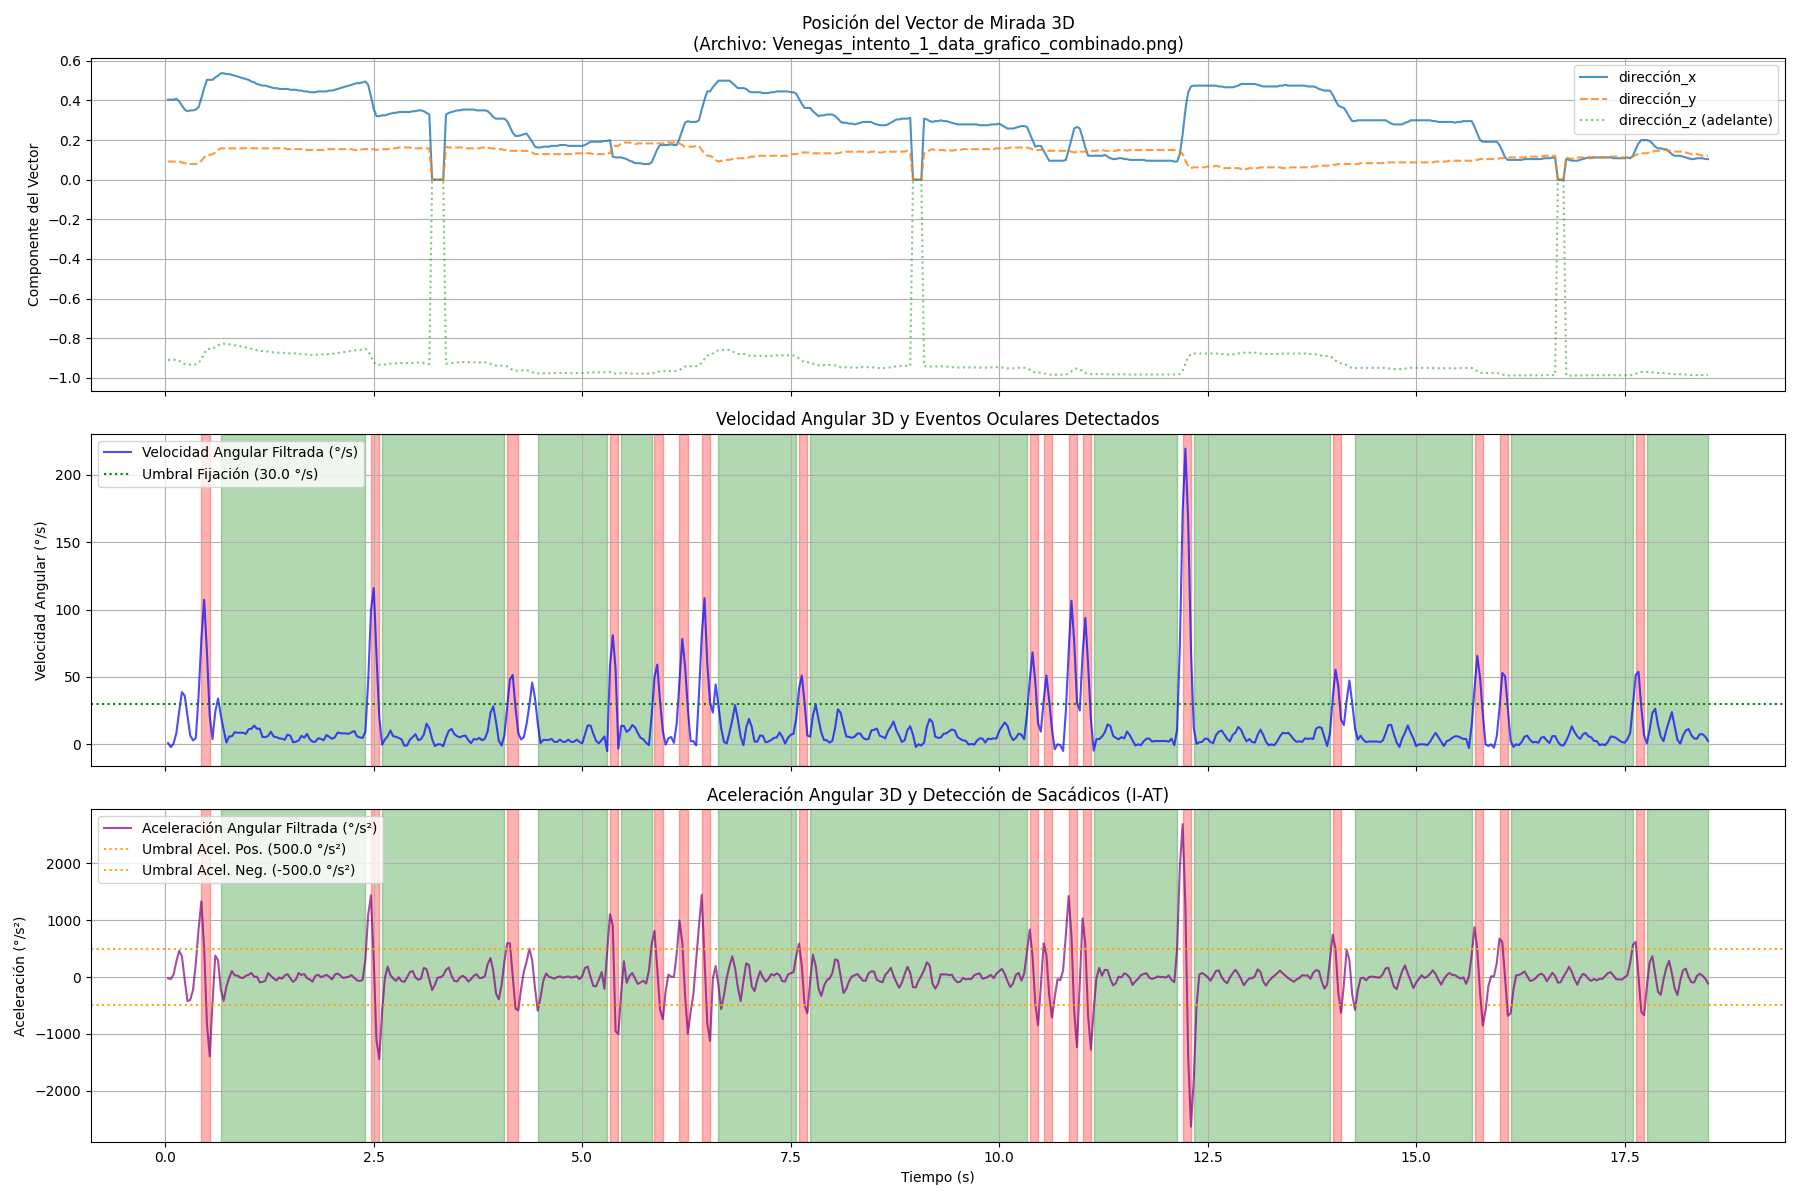 Posición del Vector de Mirada 3D
(Archivo: Venegas_intento_1_data_grafico_combinado.png)
Componente del Vector
0.6
0.4
0.2
0.0
−0.2
−0.4
−0.6
−0.8
−1.0
dirección_x
dirección_y
dirección_z (adelante)
Velocidad Angular 3D y Eventos Oculares Detectados
Velocidad Angular (°/s)
200
150
100
50
0
Velocidad Angular Filtrada (°/s)
Umbral Fijación (30.0 °/s)
Aceleración Angular 3D y Detección de Sacádicos (I-AT)
Aceleración (°/s²)
2000
1000
0
−1000
−2000
Aceleración Angular Filtrada (°/s²)
Umbral Acel. Pos. (500.0 °/s²)
Umbral Acel. Neg. (-500.0 °/s²)
0.0 2.5 5.0 7.5 10.0 12.5 15.0 17.5
Tiempo (s)